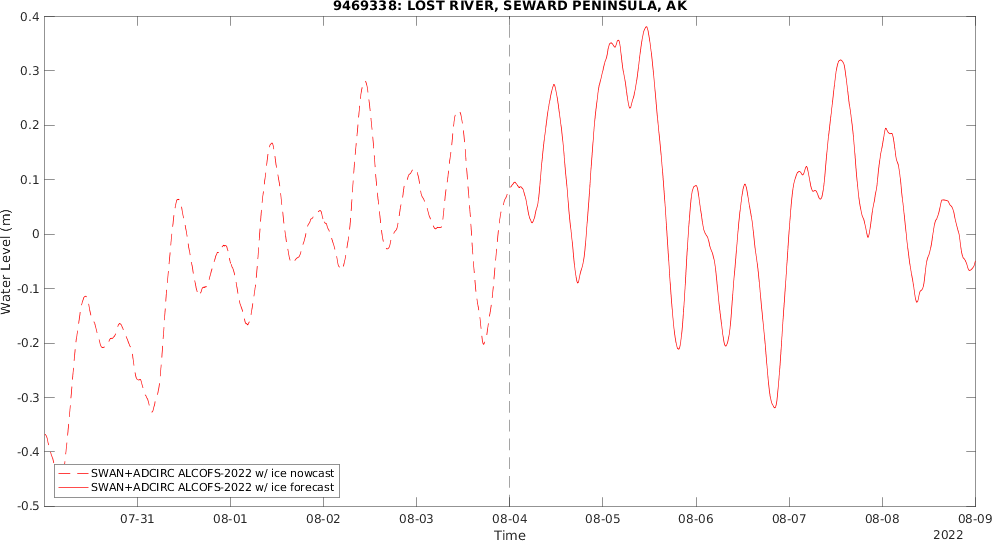 9469338: LOST RIVER, SEWARD PENINSULA, AK
0.4
0.3
0.2
0.1
0
-0.1
-0.2
-0.3
-0.4
-0.5
Water Level (m)
SWAN+ADCIRC ALCOFS-2022 w/ ice nowcast
SWAN+ADCIRC ALCOFS-2022 w/ ice forecast
07-31 08-01 08-02 08-03 08-04 08-05 08-06 08-07 08-08 08-09
Time
2022